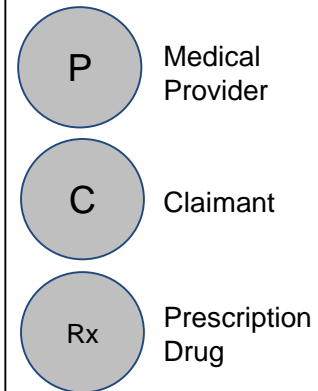 P
Medical
Provider
C
Claimant
Rx
Prescription
Drug